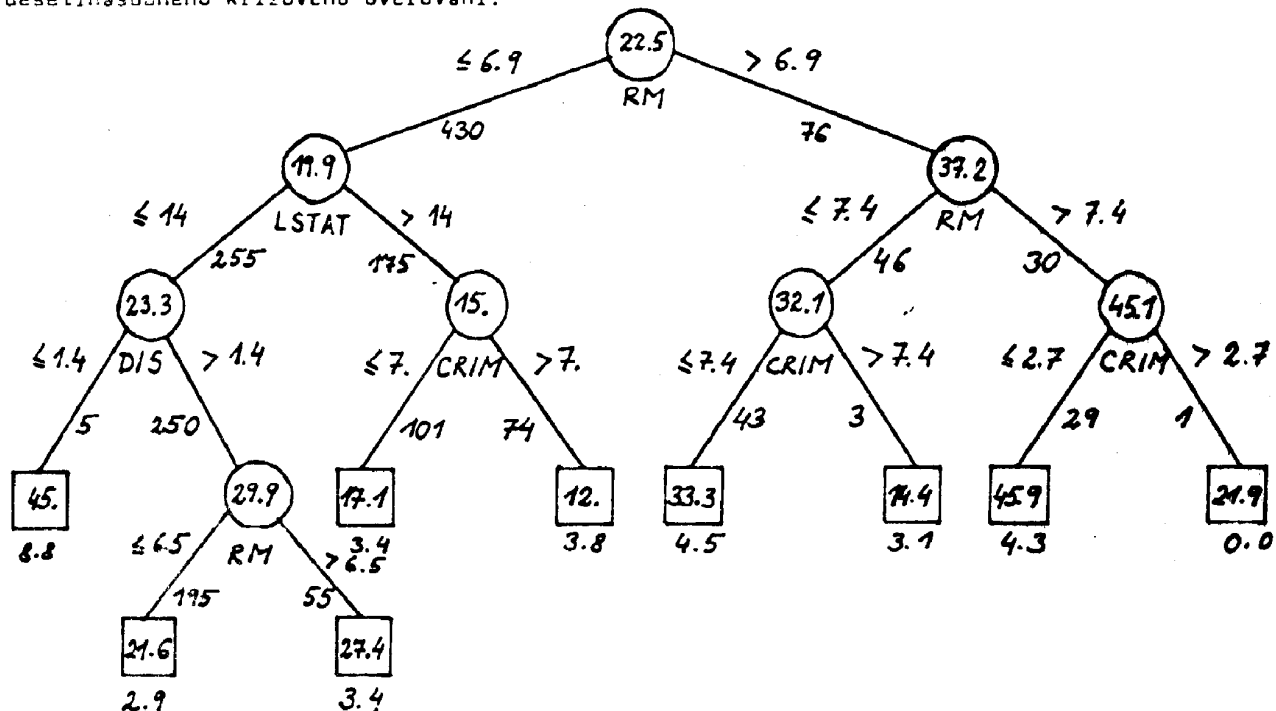 křížového ověřování.
22.5
≤ 6.9 > 6.9
RM
430 76
19.9 37.2
≤ 14 > 14 ≤ 7.4 > 7.4
LSTAT RM
255 175 46 30
23.3 15. 32.1 45.1
≤1.4 DIS > 1.4 ≤ 7. CRIM >7. ≤7.4 CRIM >7.4 ≤2.7 CRIM > 2.7
5 250 101 74 43 3 29 1
45. 29.9 17.1 12. 33.3 14.4 45.9 21.9
8.8 3.4 3.8 4.5 3.1 4.3 0.0
≤6.5 RM >6.5
195 55
21.6 27.4
2.9 3.4